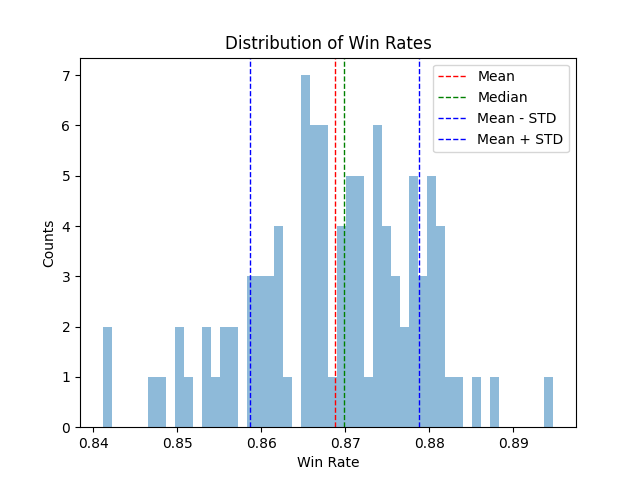 Distribution of Win Rates
Mean
Median
Mean - STD
Mean + STD
7
6
5
4
3
2
1
0
Counts
0.84 0.85 0.86 0.87 0.88 0.89
Win Rate